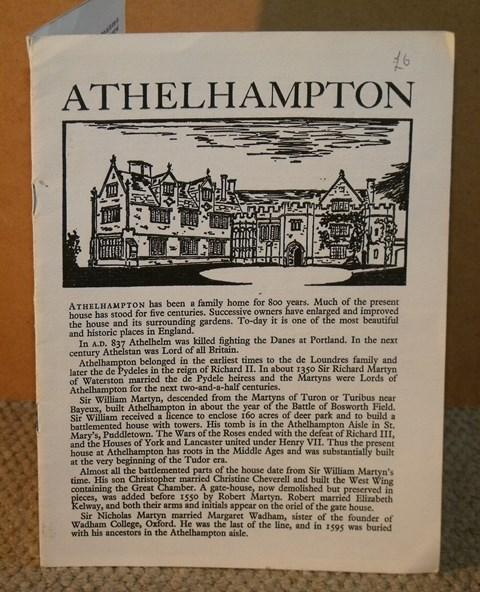 £6
ATHELHAMPTON
ATHELHAMPTON has been a family home for 800 years. Much of the present
house has stood for five centuries. Successive owners have enlarged and improved
the house and its surrounding gardens. To-day it is one of the most beautiful
and historic places in England.
In A.D. 837 Athelhelm was killed fighting the Danes at Portland. In the next
century Athelstan was Lord of all Britain.
Athelhampton belonged in the earliest times to the de Loundres family and
later the de Pydeles in the reign of Richard II. In about 1350 Sir Richard Martyn
of Waterston married the de Pydele heiress and the Martyns were Lords of
Athelhampton for the next two-and-a-half centuries.
Sir William Martyn, descended from the Martyns of Turon or Turibus near
Bayeux, built Athelhampton in about the year of the Battle of Bosworth Field.
Sir William received a licence to enclose 160 acres of deer park and to build a
battlemented house with towers. His tomb is in the Athelhampton Aisle in St.
Mary's, Puddletown. The Wars of the Roses ended with the defeat of Richard III,
and the Houses of York and Lancaster united under Henry VII. Thus the present
house at Athelhampton has roots in the Middle Ages and was substantially built
at the very beginning of the Tudor era.
Almost all the battlemented parts of the house date from Sir William Martyn's
time. His son Christopher married Christine Cheverell and built the West Wing
containing the Great Chamber. A gate-house, now demolished but preserved in
pieces, was added before 1550 by Robert Martyn. Robert married Elizabeth
Kelway, and both their arms and initials appear on the oriel of the gate house.
Sir Nicholas Martyn married Margaret Wadham, sister of the founder of
Wadham College, Oxford. He was the last of the line, and in 1595 was buried
with his ancestors in the Athelhampton aisle.